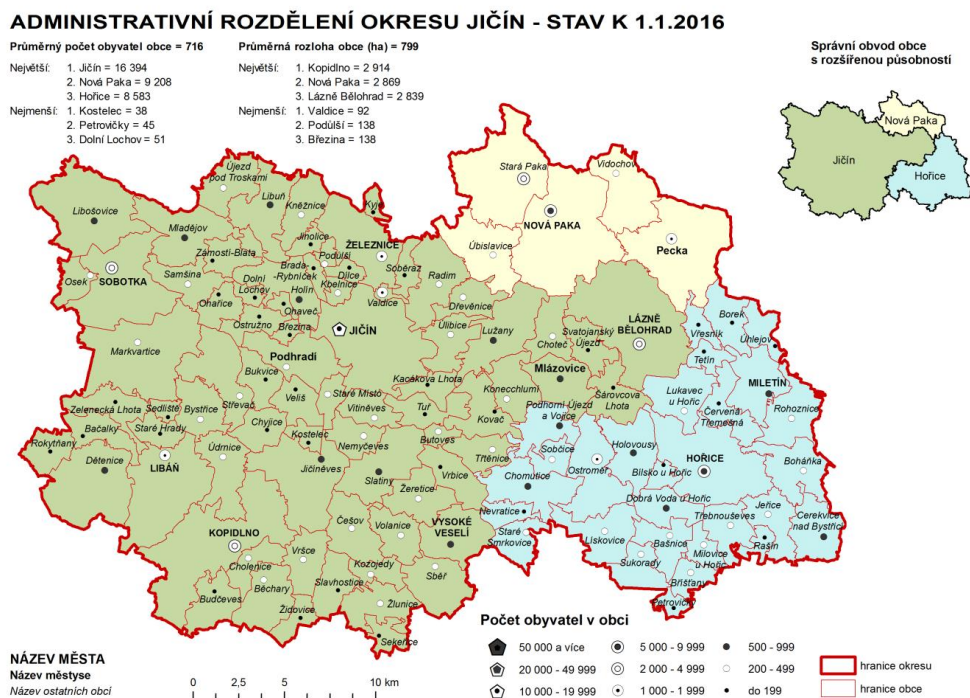 ADMINISTRATIVNÍ ROZDĚLENÍ OKRESU JIČÍN - STAV K 1.1.2016
Průměrný počet obyvatel obce = 716
Největší: 1. Jičín = 16 394
2. Nová Paka = 9 208
3. Hořice = 8 583
Nejmenší: 1. Kostelec = 38
2. Petrovičky = 45
3. Dolní Lochov = 51
Průměrná rozloha obce (ha) = 799
Největší: 1. Kopidlno = 2 914
2. Nová Paka = 2 869
3. Lázně Bělohrad = 2 839
Nejmenší: 1. Valdice = 92
2. Podůlší = 138
3. Březina = 138
Správní obvod obce
s rozšířenou působností
Nová Paka
Jičín
Hořice
Stará Paka
Vidochov
NOVÁ PAKA
Úbislavice
Pecka
Újezd
pod Troskami
Libuň
Kněžnice
Kyje
Libošovice
Mladějov
Jinolice
ŽELEZNICE
Zámostí-Blata
Podůlší
Brada
-Rybníček
Dílce
Soběraz
Radim
SOBOTKA
Osek
Samšina
Dolní
Lochov
Holín
Kbelnice
Valdice
Ohařice
Ohaveč
Dřevěnice
Ostružno
Březina
JIČÍN
Úlibice
Lužany
Choteč
Svatojanský
Újezd
LÁZNĚ
BĚLOHRAD
Markvartice
Podhradí
Bukvice
Veliš
Staré Místo
Kacákova Lhota
Mlázovice
Konecchlumí
Šárovcova
Lhota
Kovač
Zelenecká Lhota
Sedliště
Bystřice
Střevač
Bačalky
Staré Hrady
Chyjice
Vitiněves
Tuř
Rokytňany
LIBÁŇ
Údrnice
Kostelec
Nemyčeves
Butoves
Třtěnice
Dětenice
Jičíněves
Slatiny
Vrbice
Žeretice
KOPIDLNO
Cholenice
Běchary
Vršce
Češov
Volanice
VYSOKÉ
VESELÍ
Budčeves
Židovice
Slavhostice
Kozojedy
Sběř
Žlunice
Sekeřice
Borek
Vřesník
Úhlejov
Tetín
MILETÍN
Lukavec
u Hořic
Červená
Třemešná
Rohoznice
Podhorní Újezd
a Vojice
Holovousy
Sobčice
Ostroměř
Bílsko u Hořic
HOŘICE
Boháňka
Chomutice
Dobrá Voda u Hořic
Nevratice
Třebnouševes
Jeřice
Cerekvice
nad Bystřicí
Staré
Smrkovice
Lískovice
Bašnice
Rašín
Sukorady
Milovice
u Hořic
Bříšťany
Petrovičky
Počet obyvatel v obci
50 000 a více
5 000 - 9 999
500 - 999
20 000 - 49 999
2 000 - 4 999
200 - 499
10 000 - 19 999
1 000 - 1 999
do 199
hranice okresu
hranice obce
NÁZEV MĚSTA
Název městyse
Název ostatních obcí
0 2,5 5 10 km